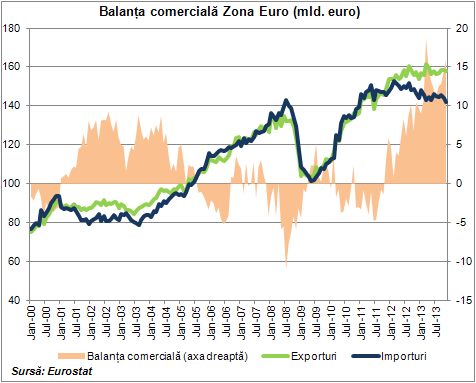 Balanța comercială Zona Euro (mld. euro)
180
160
140
120
100
80
60
40
20
15
10
5
0
-5
-10
-15
Jan-00
Jul-00
Jan-01
Jul-01
Jan-02
Jul-02
Jan-03
Jul-03
Jan-04
Jul-04
Jan-05
Jul-05
Jan-06
Jul-06
Jan-07
Jul-07
Jan-08
Jul-08
Jan-09
Jul-09
Jan-10
Jul-10
Jan-11
Jul-11
Jan-12
Jul-12
Jan-13
Jul-13
Balanța comercială (axa dreaptă)
Exporturi
Importuri
Sursă: Eurostat